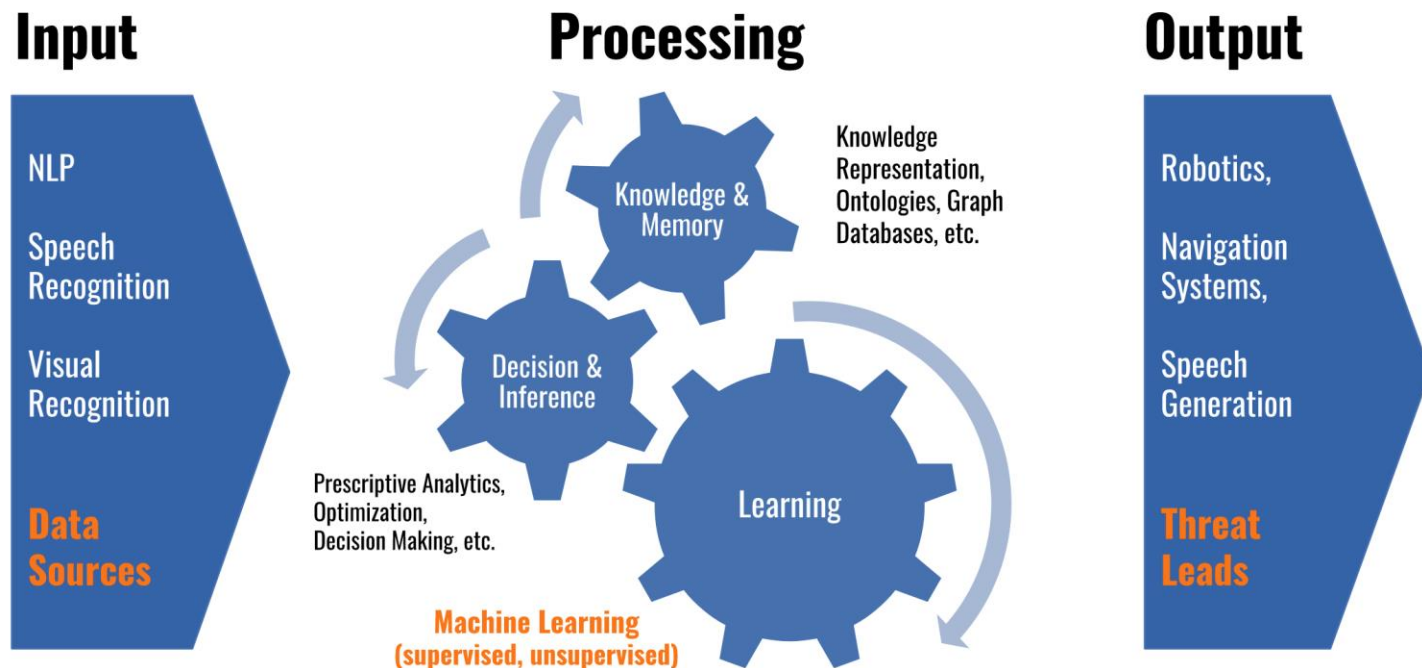 Input
NLP
Speech
Recognition
Visual
Recognition
Data
Sources
Processing
Knowledge &
Memory
Knowledge
Representation,
Ontologies, Graph
Databases, etc.
Decision &
Inference
Prescriptive Analytics,
Optimization,
Decision Making, etc.
Learning
Machine Learning
(supervised, unsupervised)
Output
Robotics,
Navigation
Systems,
Speech
Generation
Threat
Leads